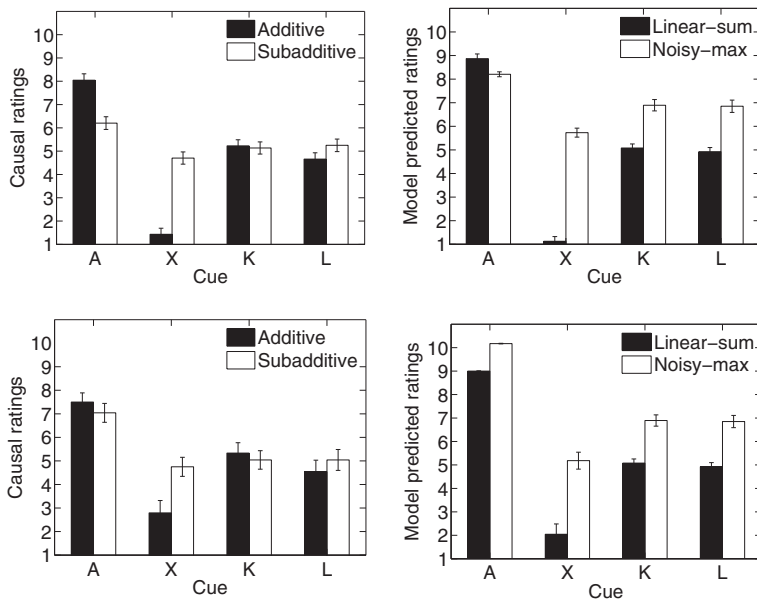 Additive
Subadditive
Causal ratings
10
9
8
7
6
5
4
3
2
1
A X K L
Cue
Linear-sum
Noisy-max
Model predicted ratings
10
9
8
7
6
5
4
3
2
1
A X K L
Cue
Additive
Subadditive
Causal ratings
10
9
8
7
6
5
4
3
2
1
A X K L
Cue
Linear-sum
Noisy-max
Model predicted ratings
10
9
8
7
6
5
4
3
2
1
A X K L
Cue